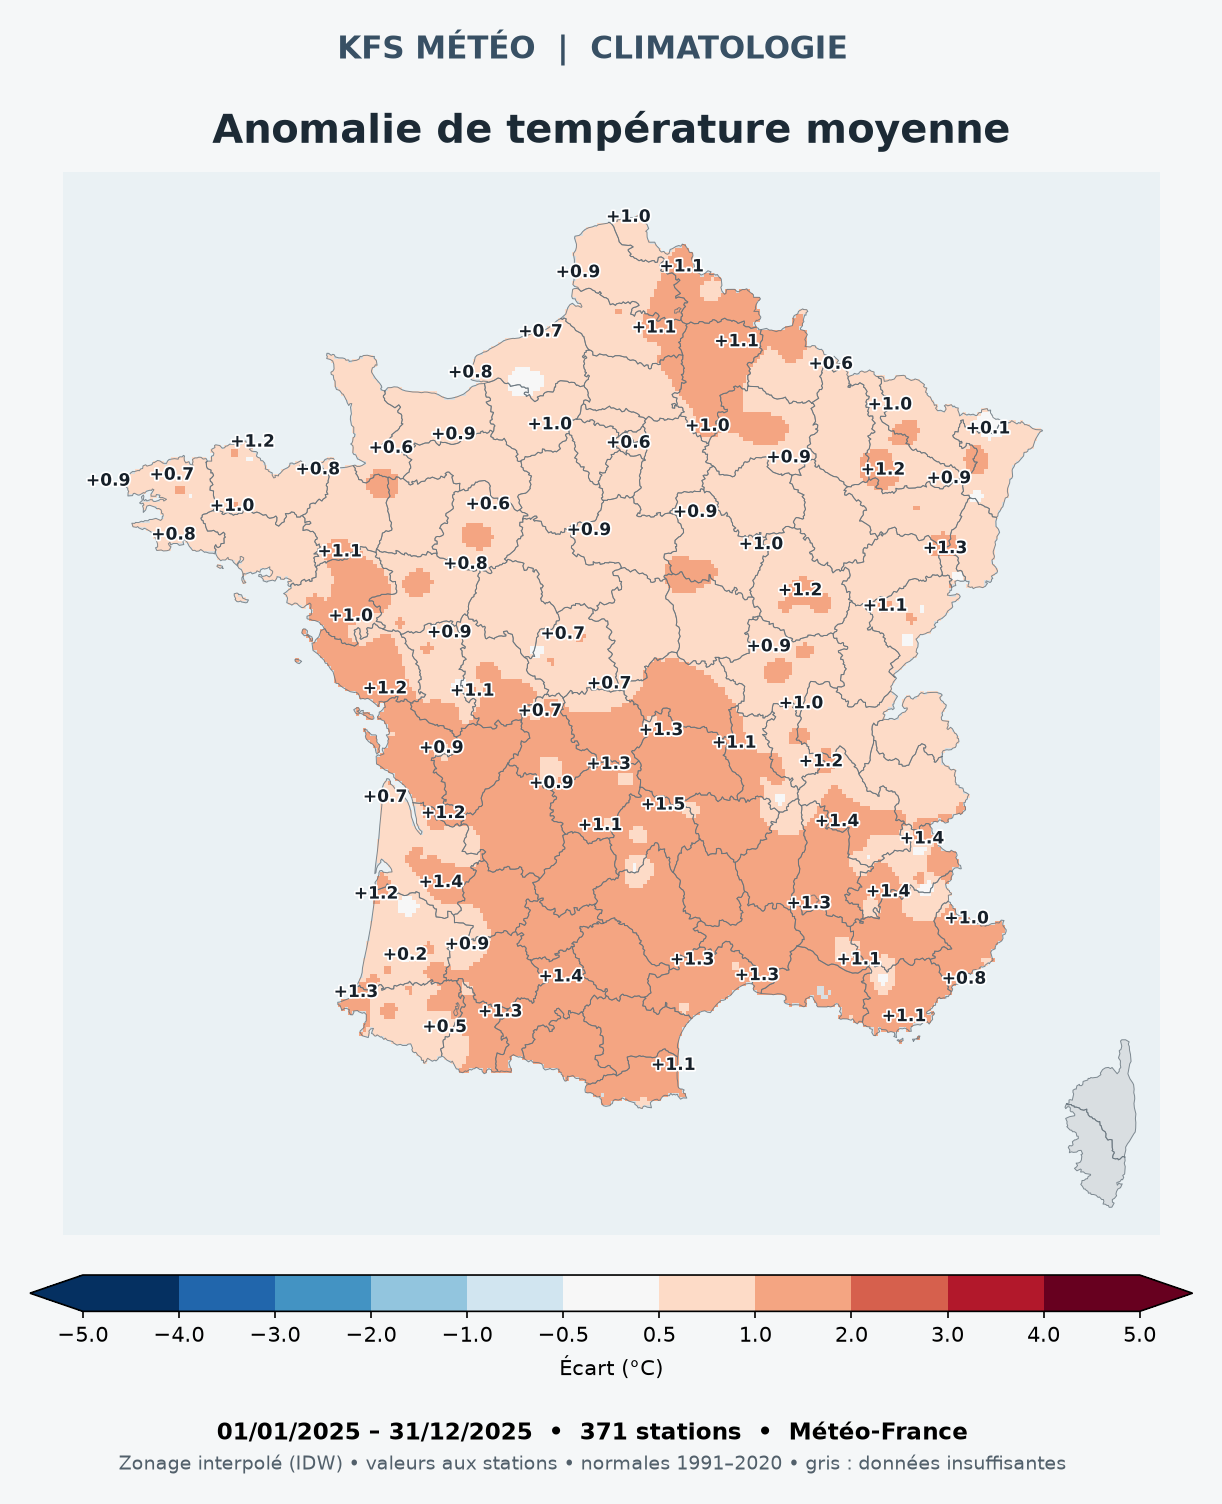 KFS MÉTÉO | CLIMATOLOGIE
Anomalie de température moyenne
+1.0
+0.9 +1.1
+0.7 +1.1 +1.1
+0.8 +0.6
+1.0 +1.0 +1.0 +0.1
+1.2 +0.6 +0.9 +0.6 +0.9
+0.9 +0.7 +0.8 +1.2 +0.9
+1.0 +0.6 +0.9
+0.8 +0.9 +1.0
+1.1 +0.8 +1.3
+1.0 +1.2 +1.1
+0.9 +0.7 +0.9
+1.2 +1.1 +0.7
+0.7 +1.3 +1.0
+0.9 +1.3 +1.1 +1.2
+0.7 +0.9 +1.5
+1.2 +1.1 +1.4 +1.4
+1.2 +1.4 +1.3 +1.4
+0.2 +0.9 +1.3 +1.1 +1.0
+1.3 +1.4 +1.3 +0.8
+0.5 +1.3 +1.1
+1.1
−5.0 −4.0 −3.0 −2.0 −1.0 −0.5 0.5 1.0 2.0 3.0 4.0 5.0
Écart (°C)
01/01/2025 – 31/12/2025 • 371 stations • Météo-France
Zonage interpolé (IDW) • valeurs aux stations • normales 1991–2020 • gris : données insuffisantes